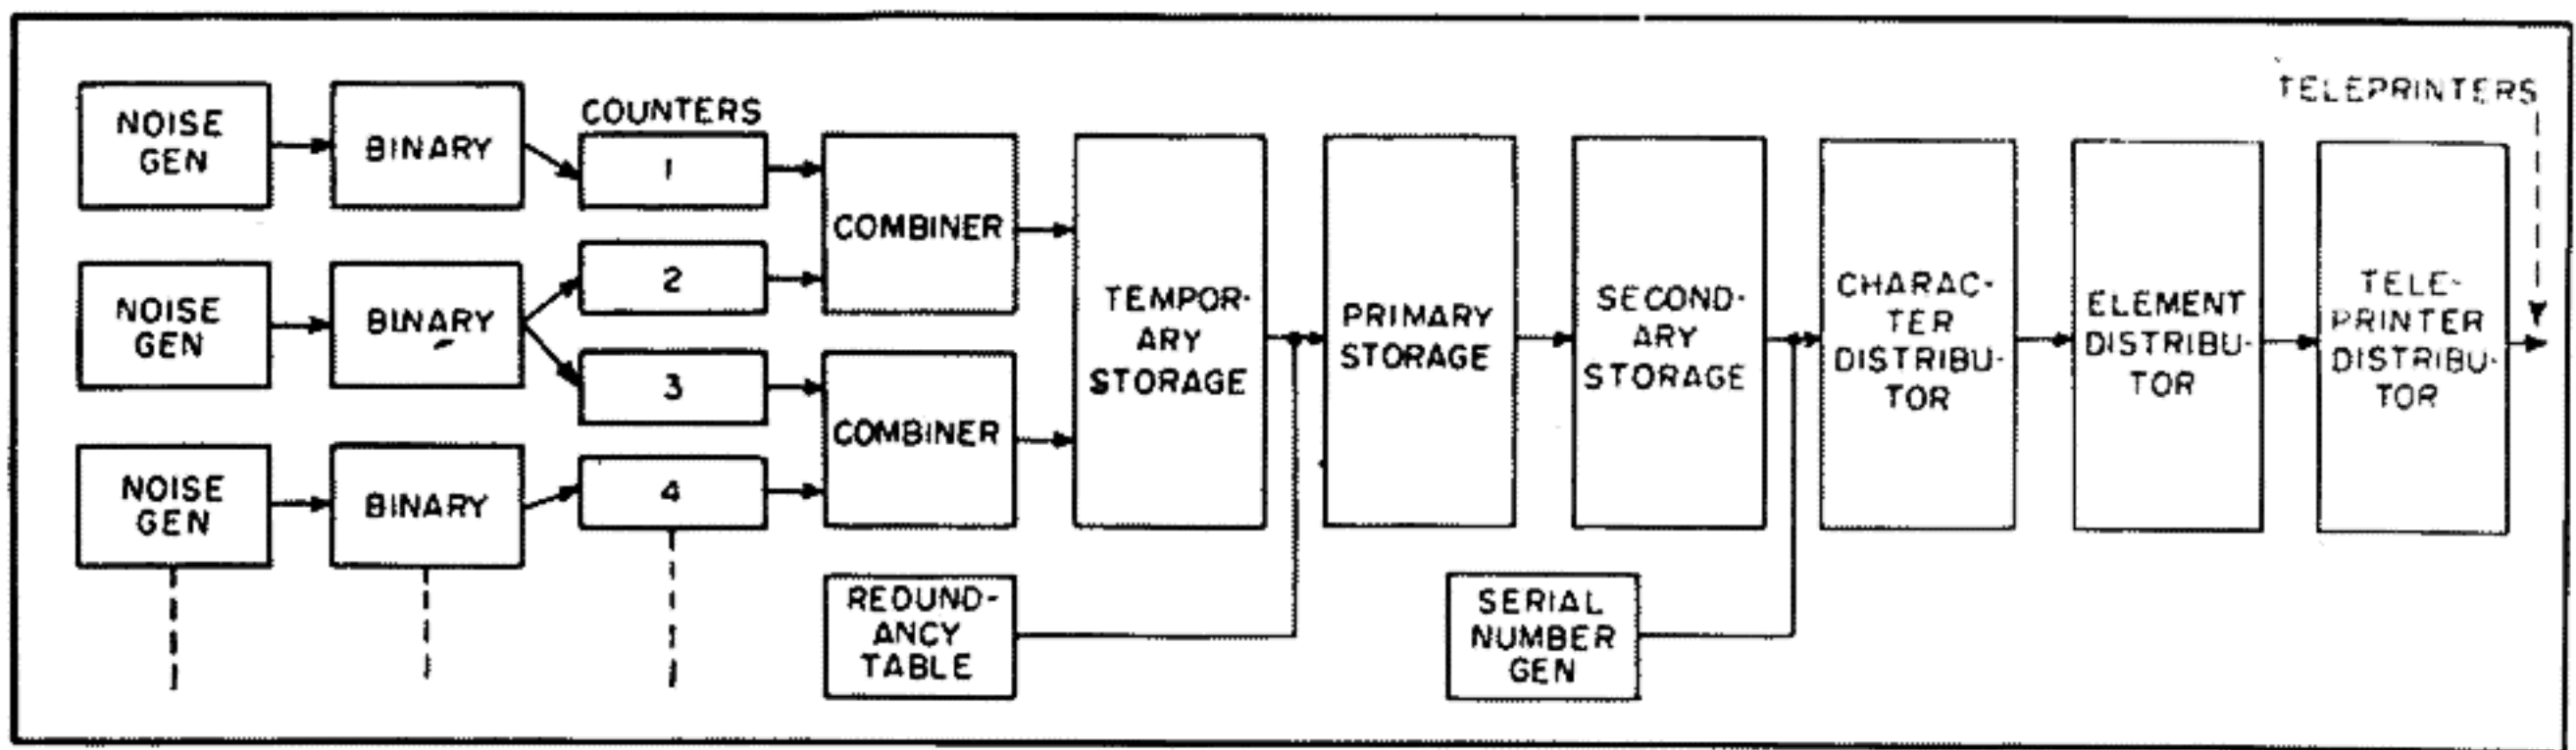 NOISE
GEN
BINARY
COUNTERS
1
COMBINER
NOISE
GEN
BINARY
2
3
COMBINER
NOISE
GEN
BINARY
4
TEMPOR-
ARY
STORAGE
REDUND-
ANCY
TABLE
PRIMARY
STORAGE
SECOND-
ARY
STORAGE
SERIAL
NUMBER
GEN
CHARAC-
TER
DISTRIBU-
TOR
ELEMENT
DISTRIBU-
TOR
TELE-
PRINTER
DISTRIBU-
TOR
TELEPRINTERS